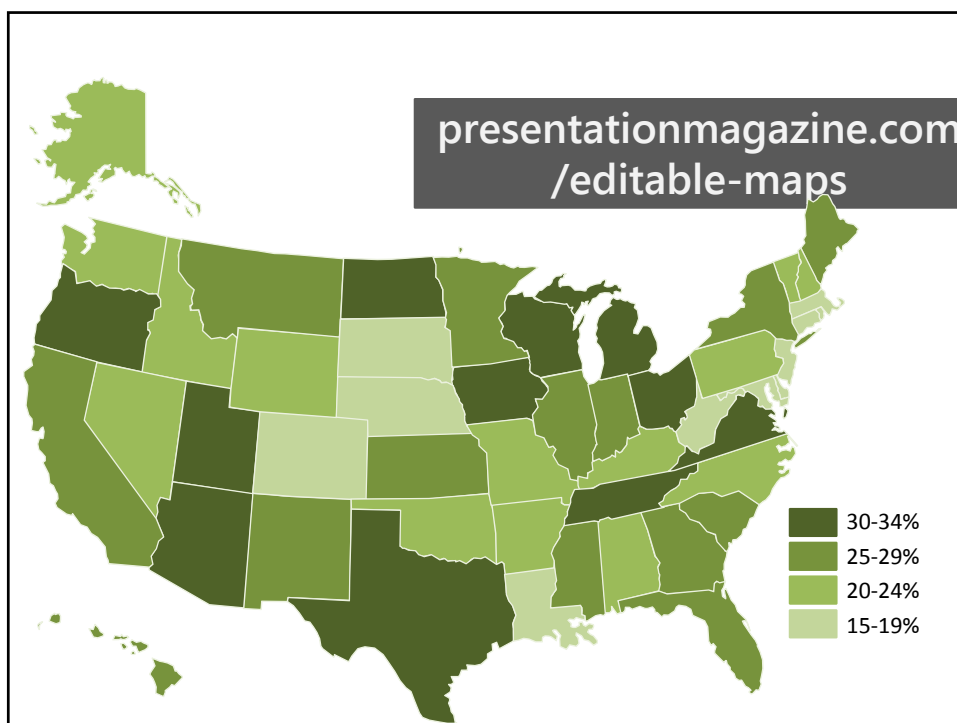 presentationmagazine.com
/editable-maps
30-34%
25-29%
20-24%
15-19%